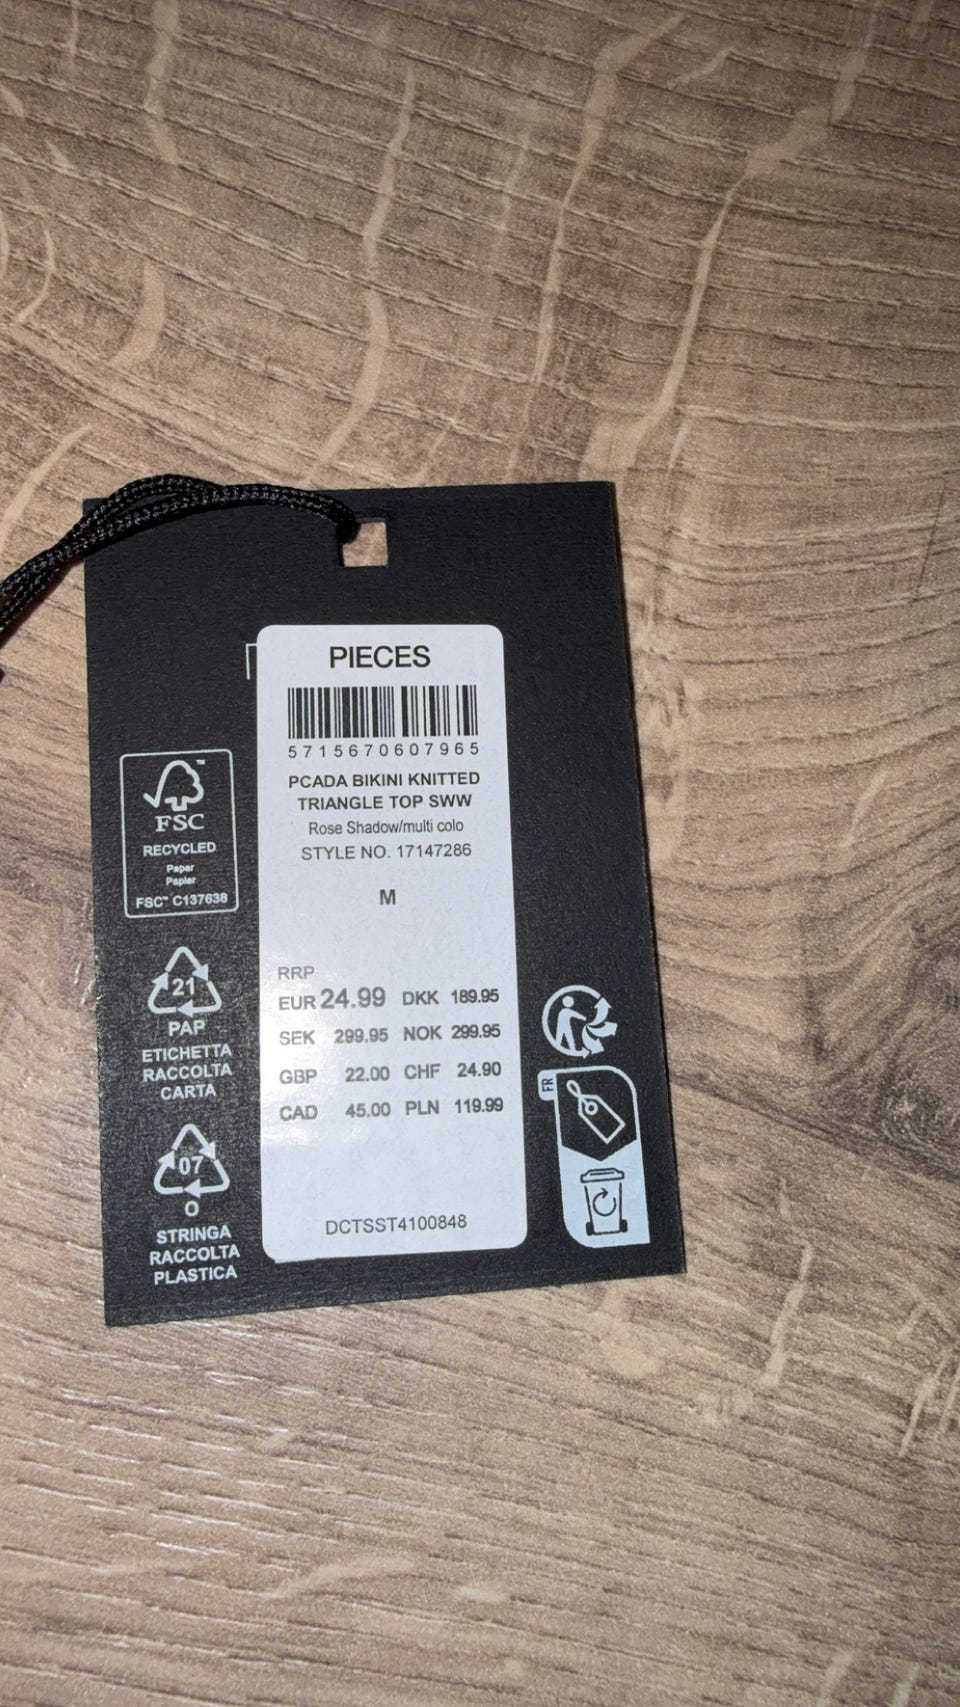 PIECES
5715670607965
PCADA BIKINI KNITTED
TRIANGLE TOP SWW
Rose Shadow/multi colo
STYLE NO. 17147286
M
RRP
EUR 24.99 DKK 189.95
SEK 299.95 NOK 299.95
GBP 22.00 CHF 24.90
CAD 45.00 PLN 119.99
DCTSST4100848
FSC™
RECYCLED
Paper
Papier
FSC™ C137638
21
PAP
ETICHETTA
RACCOLTA
CARTA
07
O
STRINGA
RACCOLTA
PLASTICA
FR